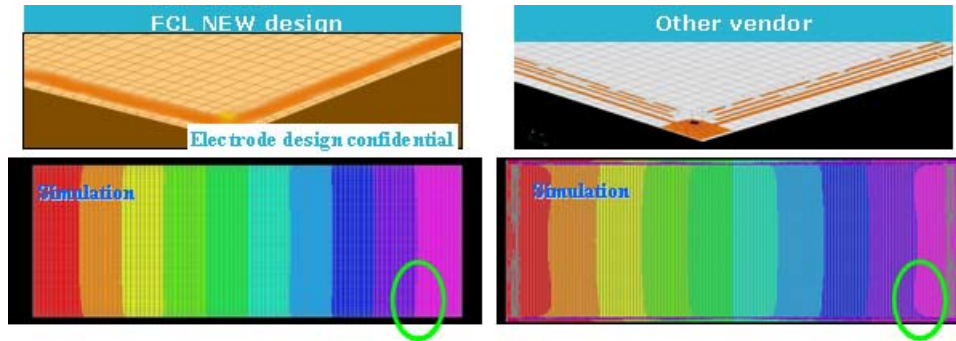 FCL NEW design
Other vendor
Electrode design confidential
Simulation
Simulation